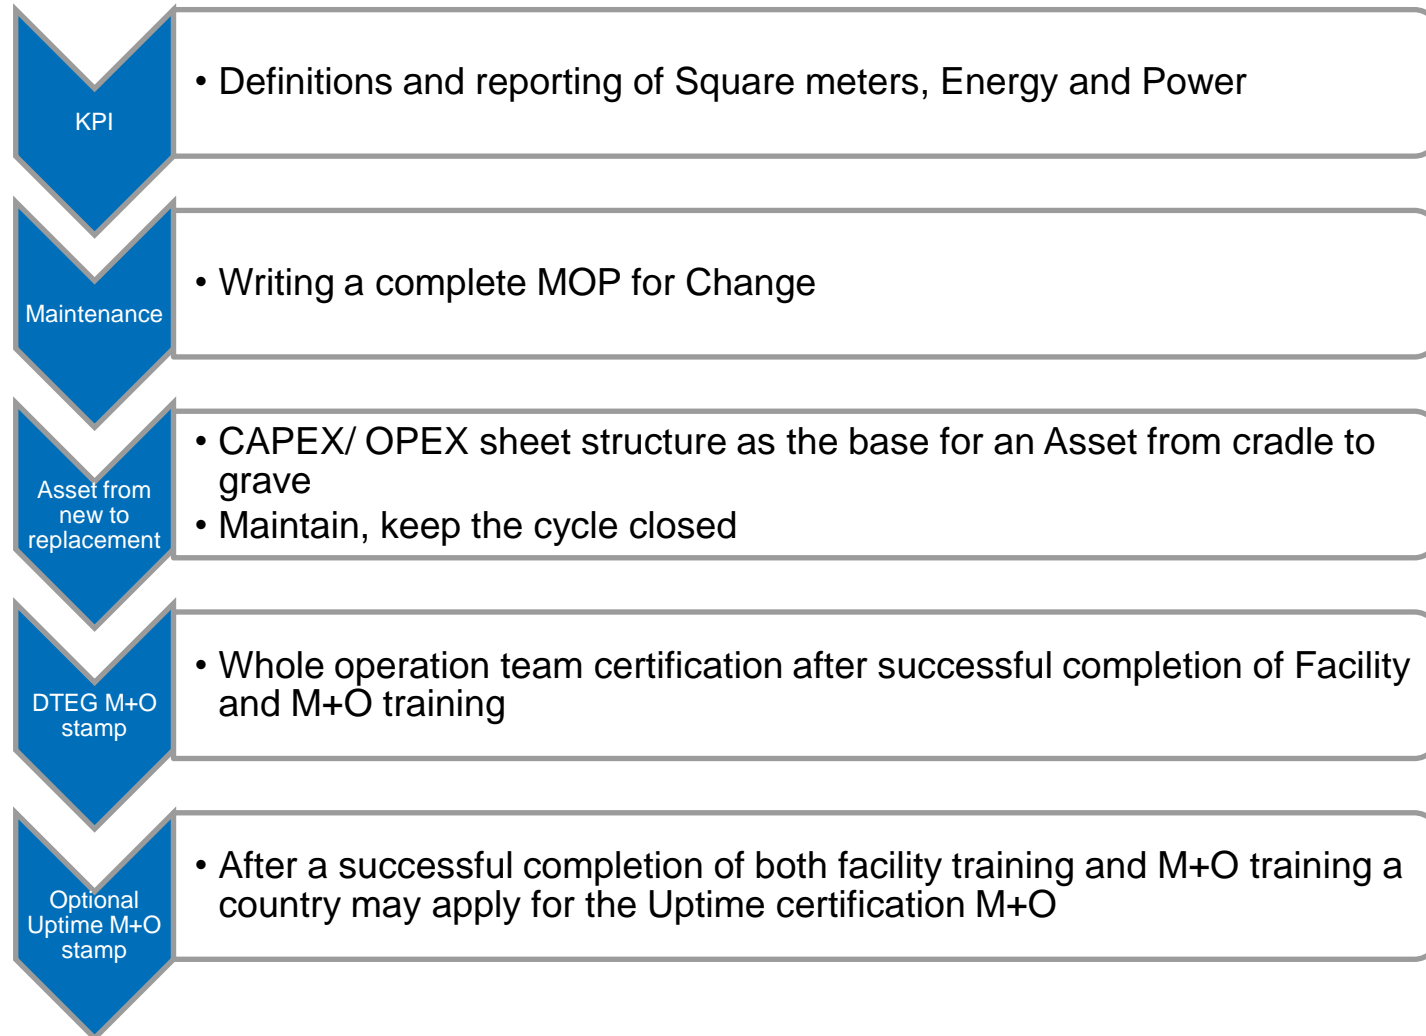 KPI
• Definitions and reporting of Square meters, Energy and Power
Maintenance
• Writing a complete MOP for Change
Asset from
new to
replacement
• CAPEX/ OPEX sheet structure as the base for an Asset from cradle to
grave
• Maintain, keep the cycle closed
DTEG M+O
stamp
• Whole operation team certification after successful completion of Facility
and M+O training
Optional
Uptime M+O
stamp
• After a successful completion of both facility training and M+O training a
country may apply for the Uptime certification M+O